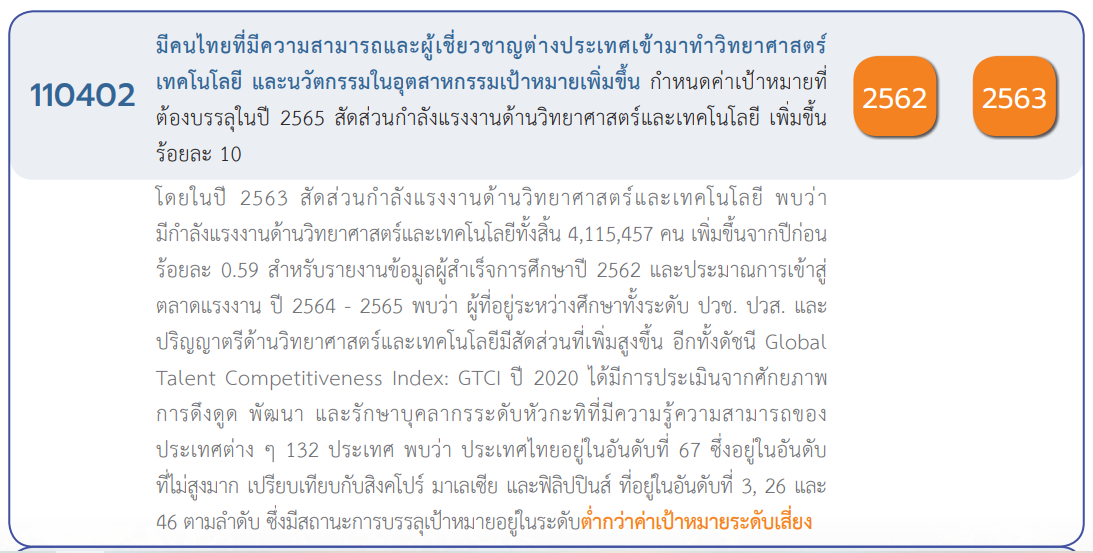 110402
มีคนไทยที่มีความสามารถและผู้เชี่ยวชาญต่างประเทศเข้ามาทำวิทยาศาสตร์
เทคโนโลยี และนวัตกรรมในอุตสาหกรรมเป้าหมายเพิ่มขึ้น กำหนดค่าเป้าหมายที่
ต้องบรรลุในปี 2565 สัดส่วนกำลังแรงงานด้านวิทยาศาสตร์และเทคโนโลยี เพิ่มขึ้น
ร้อยละ 10
2562 2563
โดยในปี 2563 สัดส่วนกำลังแรงงานด้านวิทยาศาสตร์และเทคโนโลยี พบว่า
มีกำลังแรงงานด้านวิทยาศาสตร์และเทคโนโลยีทั้งสิ้น 4,115,457 คน เพิ่มขึ้นจากปีก่อน
ร้อยละ 0.59 สำหรับรายงานข้อมูลผู้สำเร็จการศึกษาปี 2562 และประมาณการเข้าสู่
ตลาดแรงงาน ปี 2564 - 2565 พบว่า ผู้ที่อยู่ระหว่างศึกษาทั้งระดับ ปวช. ปวส. และ
ปริญญาตรีด้านวิทยาศาสตร์และเทคโนโลยีมีสัดส่วนที่เพิ่มสูงขึ้น อีกทั้งดัชนี Global
Talent Competitiveness Index: GTCI ปี 2020 ได้มีการประเมินจากศักยภาพ
การดึงดูด พัฒนา และรักษาบุคลากรระดับหัวกะทิที่มีความรู้ความสามารถของ
ประเทศต่าง ๆ 132 ประเทศ พบว่า ประเทศไทยอยู่ในอันดับที่ 67 ซึ่งอยู่ในอันดับ
ที่ไม่สูงมาก เปรียบเทียบกับสิงคโปร์ มาเลเซีย และฟิลิปปินส์ ที่อยู่ในอันดับที่ 3, 26 และ
46 ตามลำดับ ซึ่งมีสถานะการบรรลุเป้าหมายอยู่ในระดับต่ำกว่าค่าเป้าหมายระดับเสี่ยง